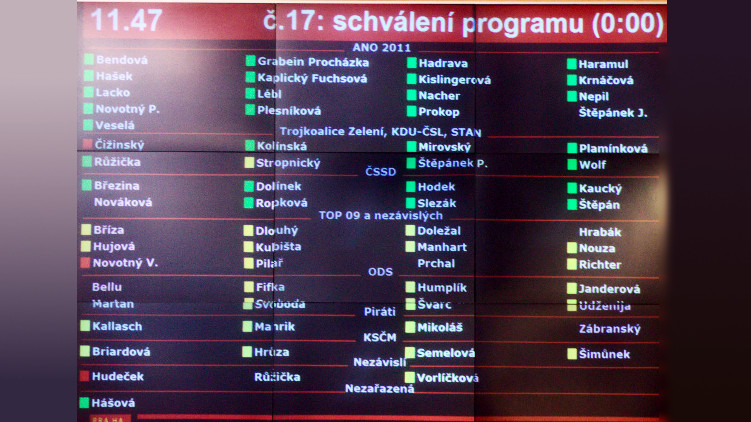 11.47 č.17: schválení programu (0:00)
ANO 2011
Bendová Grabein Procházka Hadrava Haramul
Hašek Kaplický Fuchsová Kislingerová Krnáčová
Lacko Lébl Nacher Nepil
Novotný P. Plesníková Prokop Štěpánek J.
Veselá
Trojkoalice Zelení, KDU-ČSL, STAN
Čižinský Kolínská Mirovský Plamínková
Růžička Stropnický Štěpánek P. Wolf
ČSSD
Březina Dolínek Hodek Kaucký
Nováková Ropková Slezák Štěpán
TOP 09 a nezávislých
Bříza Dlouhý Doležal Hrabák
Hujová Kubišta Manhart Nouza
Novotný V. Pilař Prchal Richter
ODS
Bellu Fifka Humplík Janderová
Martan Svoboda Švarc Udženija
Piráti
Kallasch Mahrik Mikoláš Zábranský
KSČM
Briardová Hrůza Semelová Šimůnek
Nezávislí
Hudeček Růžička Vorlíčková
Nezařazená
Hášová
PRAHA